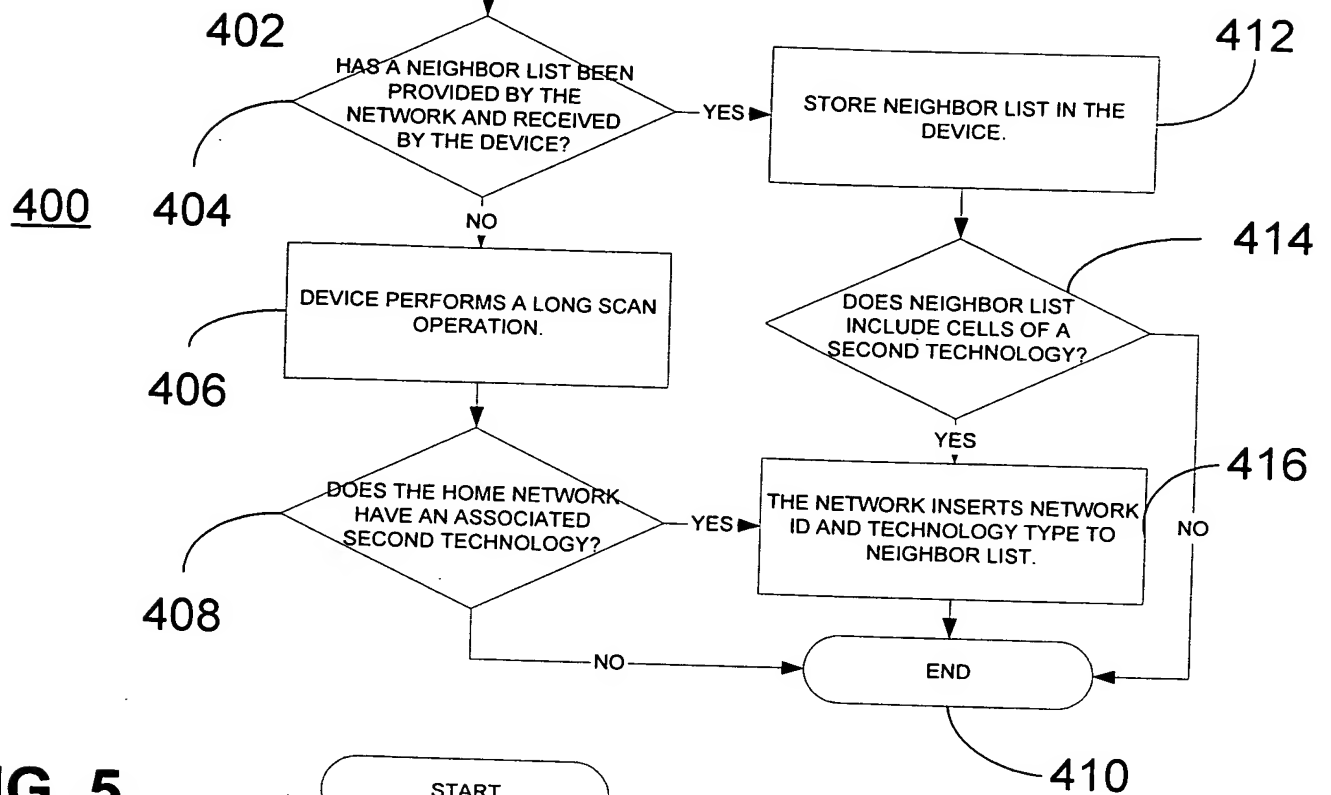 402
412
HAS A NEIGHBOR LIST BEEN
PROVIDED BY THE
NETWORK AND RECEIVED
BY THE DEVICE?
YES
STORE NEIGHBOR LIST IN THE
DEVICE.
400
404
NO
414
DEVICE PERFORMS A LONG SCAN
OPERATION.
DOES NEIGHBOR LIST
INCLUDE CELLS OF A
SECOND TECHNOLOGY?
406
YES
416
DOES THE HOME NETWORK
HAVE AN ASSOCIATED
SECOND TECHNOLOGY?
YES
THE NETWORK INSERTS NETWORK
ID AND TECHNOLOGY TYPE TO
NEIGHBOR LIST.
NO
408
NO
END
410
IG. 5
START